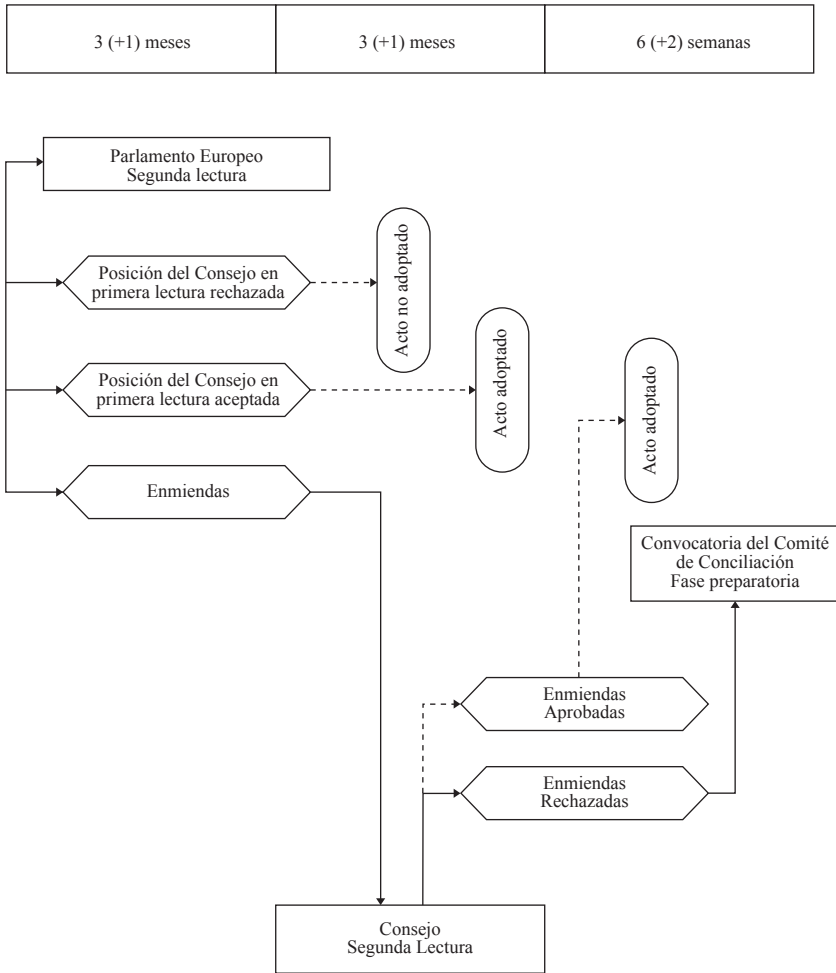 3 (+1) meses
3 (+1) meses
6 (+2) semanas
Parlamento Europeo
Segunda lectura
Posición del Consejo en
primera lectura rechazada
Acto no adoptado
Posición del Consejo en
primera lectura aceptada
Acto adoptado
Acto adoptado
Enmiendas
Convocatoria del Comité
de Conciliación
Fase preparatoria
Enmiendas
Aprobadas
Enmiendas
Rechazadas
Consejo
Segunda Lectura